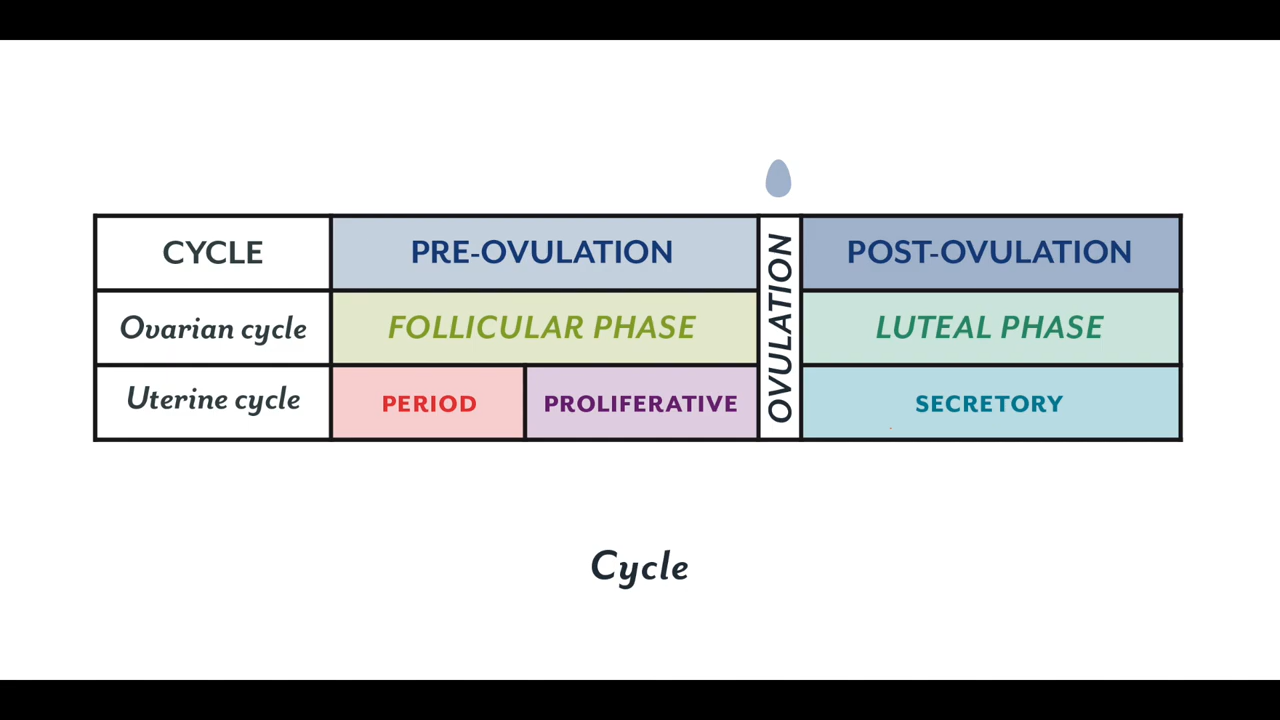 CYCLE PRE-OVULATION OVULATION POST-OVULATION
Ovarian cycle FOLLICULAR PHASE LUTEAL PHASE
Uterine cycle PERIOD PROLIFERATIVE SECRETORY
Cycle